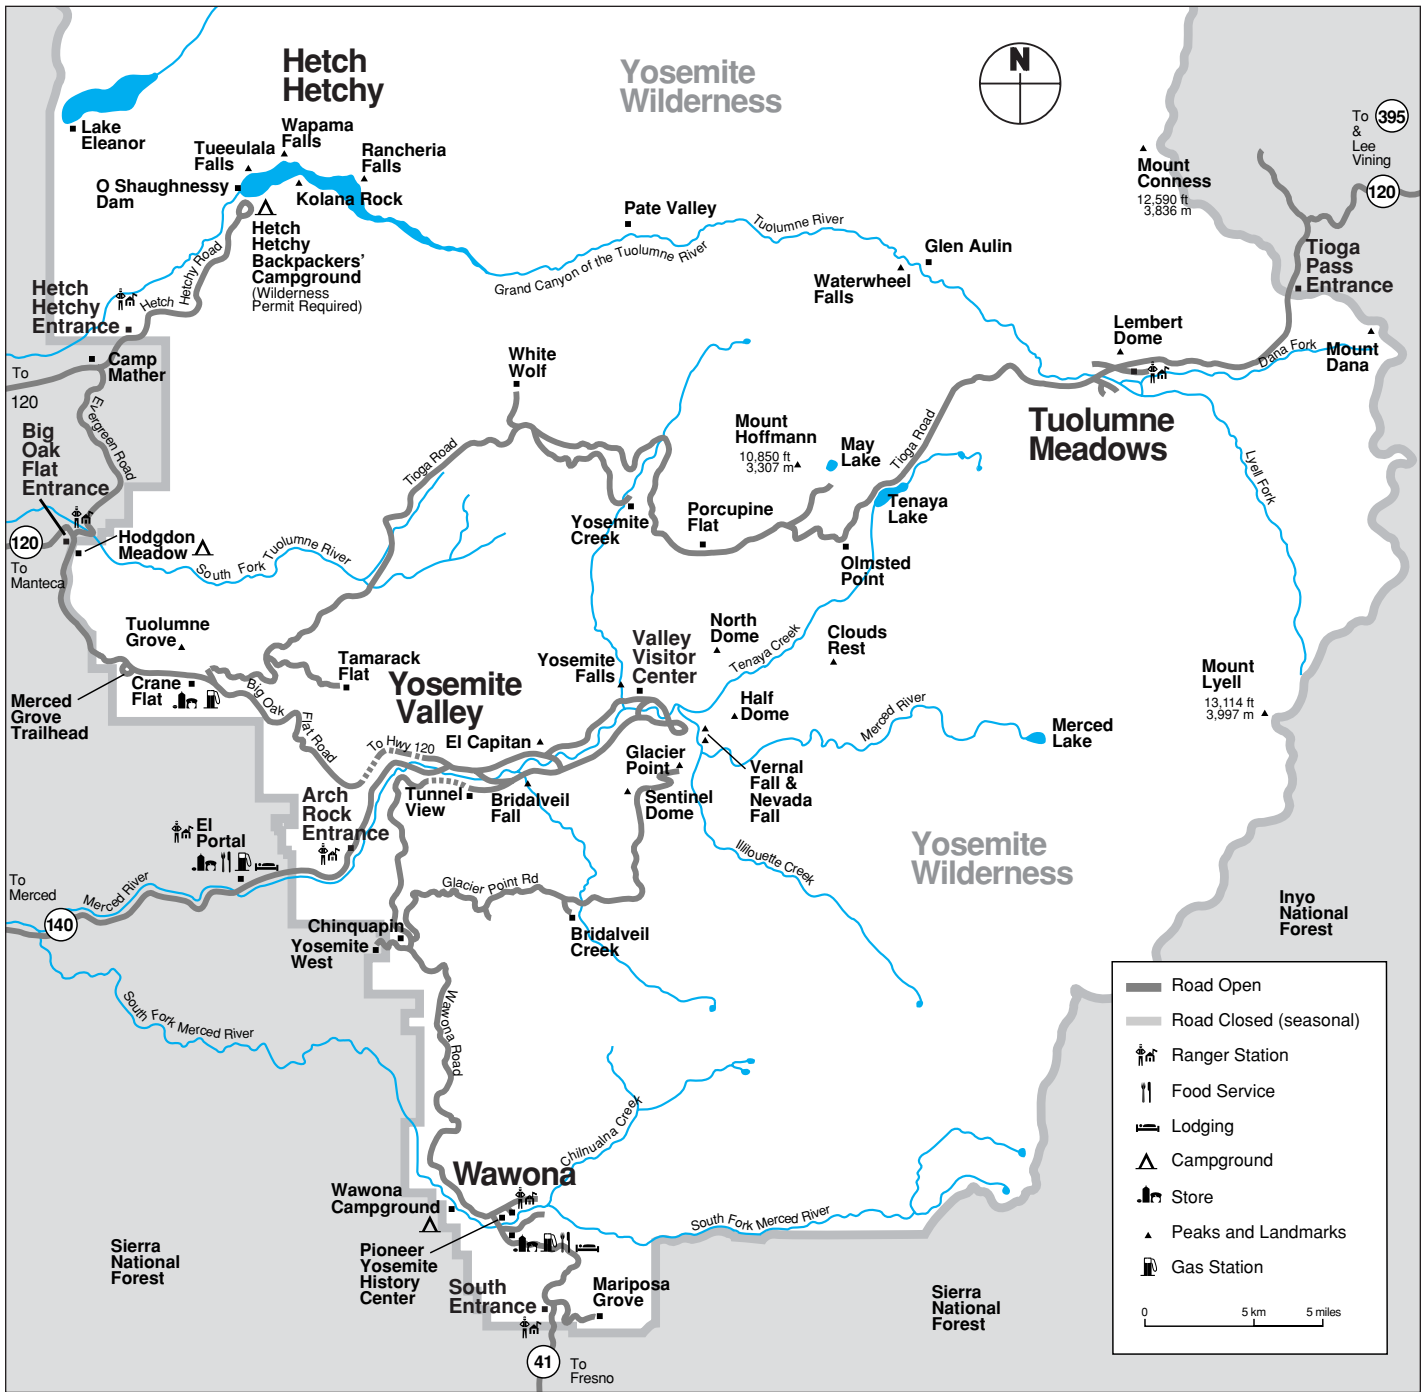 Hetch
Hetchy
Yosemite
Wilderness
N
To
395
&
Lee
Vining
120
Lake
Eleanor
Wapama
Falls
Tueeulala
Falls
Rancheria
Falls
O Shaughnessy
Dam
Kolana Rock
Mount
Conness
12,590 ft
3,836 m
Pate Valley
Tuolumne River
Grand Canyon of the Tuolumne River
Glen Aulin
Waterwheel
Falls
Tioga
Pass
Entrance
Hetch
Hetchy
Backpackers’
Campground
(Wilderness
Permit Required)
Hetch Hetchy Road
Hetch
Hetchy
Entrance
Camp
Mather
To
120
Evergreen Road
Lembert
Dome
Dana Fork
Mount
Dana
Tuolumne
Meadows
White
Wolf
Mount
Hoffmann
10,850 ft
3,307 m
May
Lake
Tioga Road
Tioga Road
Lyell Fork
Big
Oak
Flat
Entrance
120
To
Manteca
Hodgdon
Meadow
South Fork Tuolumne River
Yosemite
Creek
Porcupine
Flat
Tenaya
Lake
Olmsted
Point
Tuolumne
Grove
Tamarack
Flat
Crane
Flat
Merced
Grove
Trailhead
Big Oak Flat Road
Yosemite
Valley
Yosemite
Falls
Valley
Visitor
Center
North
Dome
Tenaya Creek
Clouds
Rest
Mount
Lyell
13,114 ft
3,997 m
Half
Dome
Merced River
Merced
Lake
To Hwy 120
El Capitan
Glacier
Point
Vernal
Fall &
Nevada
Fall
Arch
Rock
Entrance
Tunnel
View
Bridalveil
Fall
Sentinel
Dome
El
Portal
Yosemite
Wilderness
Illilouette Creek
To
Merced
Merced River
140
Glacier Point Rd
Chinquapin
Yosemite
West
Bridalveil
Creek
Inyo
National
Forest
South Fork Merced River
Wawona Road
Road Open
Road Closed (seasonal)
Ranger Station
Food Service
Lodging
Campground
Store
Peaks and Landmarks
Gas Station
0
5 km
5 miles
Chilnualna Creek
Wawona
Wawona
Campground
South Fork Merced River
Pioneer
Yosemite
History
Center
South
Entrance
Mariposa
Grove
Sierra
National
Forest
Sierra
National
Forest
41
To
Fresno